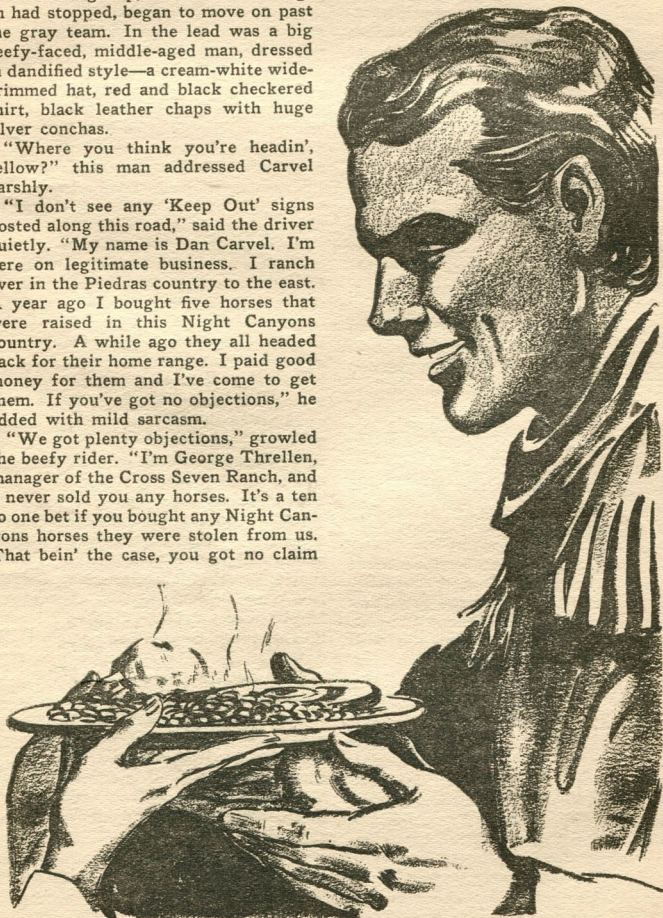 n had stopped, began to move on past
e gray team. In the lead was a big
eefy-faced, middle-aged man, dressed
dandified style—a cream-white wide-
rimmed hat, red and black checkered
hirt, black leather chaps with huge
lver conchas.
"Where you think you're headin',
ellow?" this man addressed Carvel
arshly.
"I don't see any 'Keep Out' signs
osted along this road," said the driver
uietly. "My name is Dan Carvel. I'm
ere on legitimate business. I ranch
ver in the Piedras country to the east.
year ago I bought five horses that
ere raised in this Night Canyons
ountry. A while ago they all headed
ack for their home range. I paid good
oney for them and I've come to get
hem. If you've got no objections," he
dded with mild sarcasm.
"We got plenty objections," growled
he beefy rider. "I'm George Threllen,
anager of the Cross Seven Ranch, and
never sold you any horses. It's a ten
o one bet if you bought any Night Can-
ons horses they were stolen from us.
hat bein' the case, you got no claim